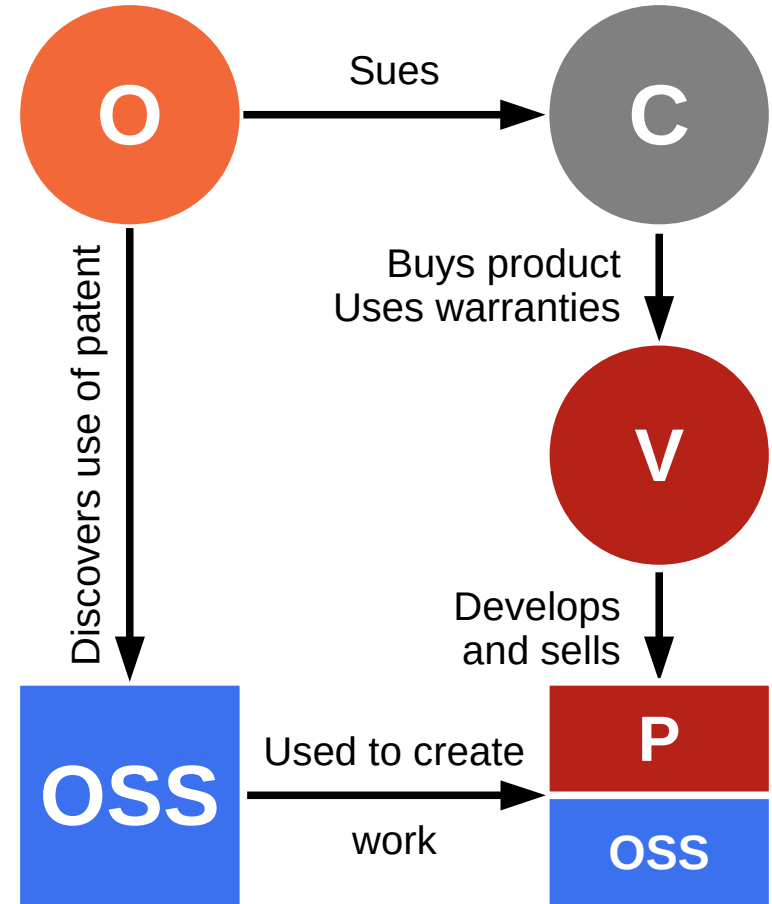 O
Sues
C
Discovers use of patent
Buys product
Uses warranties
V
Develops
and sells
OSS
Used to create
work
P
OSS